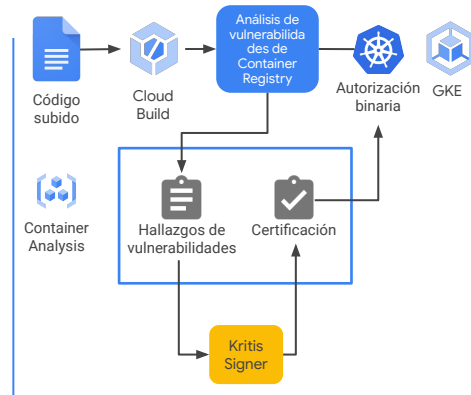 Análisis de
vulnerabilida
des de
Container
Registry
Código
subido
Cloud
Build
Autorización
binaria
GKE
Container
Analysis
Hallazgos de
vulnerabilidades
Certificación
Kritis
Signer